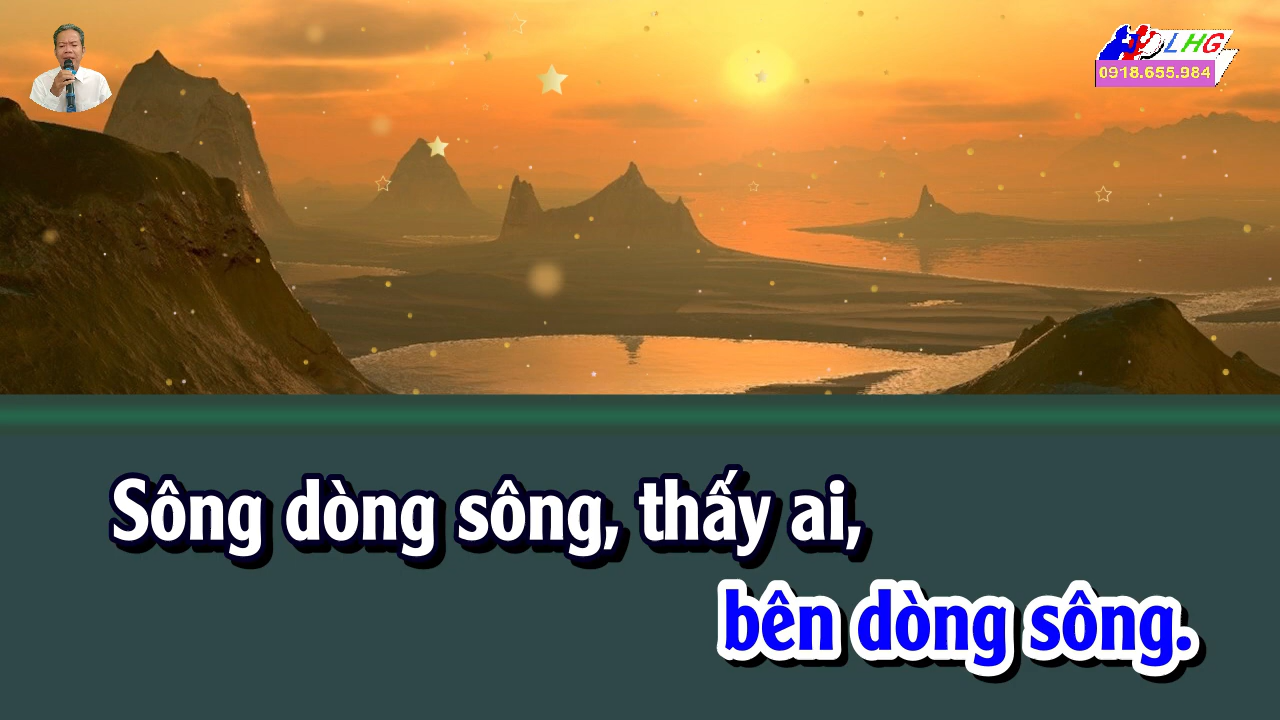 LHG
0918.655.984
Sông dòng sông, thấy ai,
bên dòng sông.